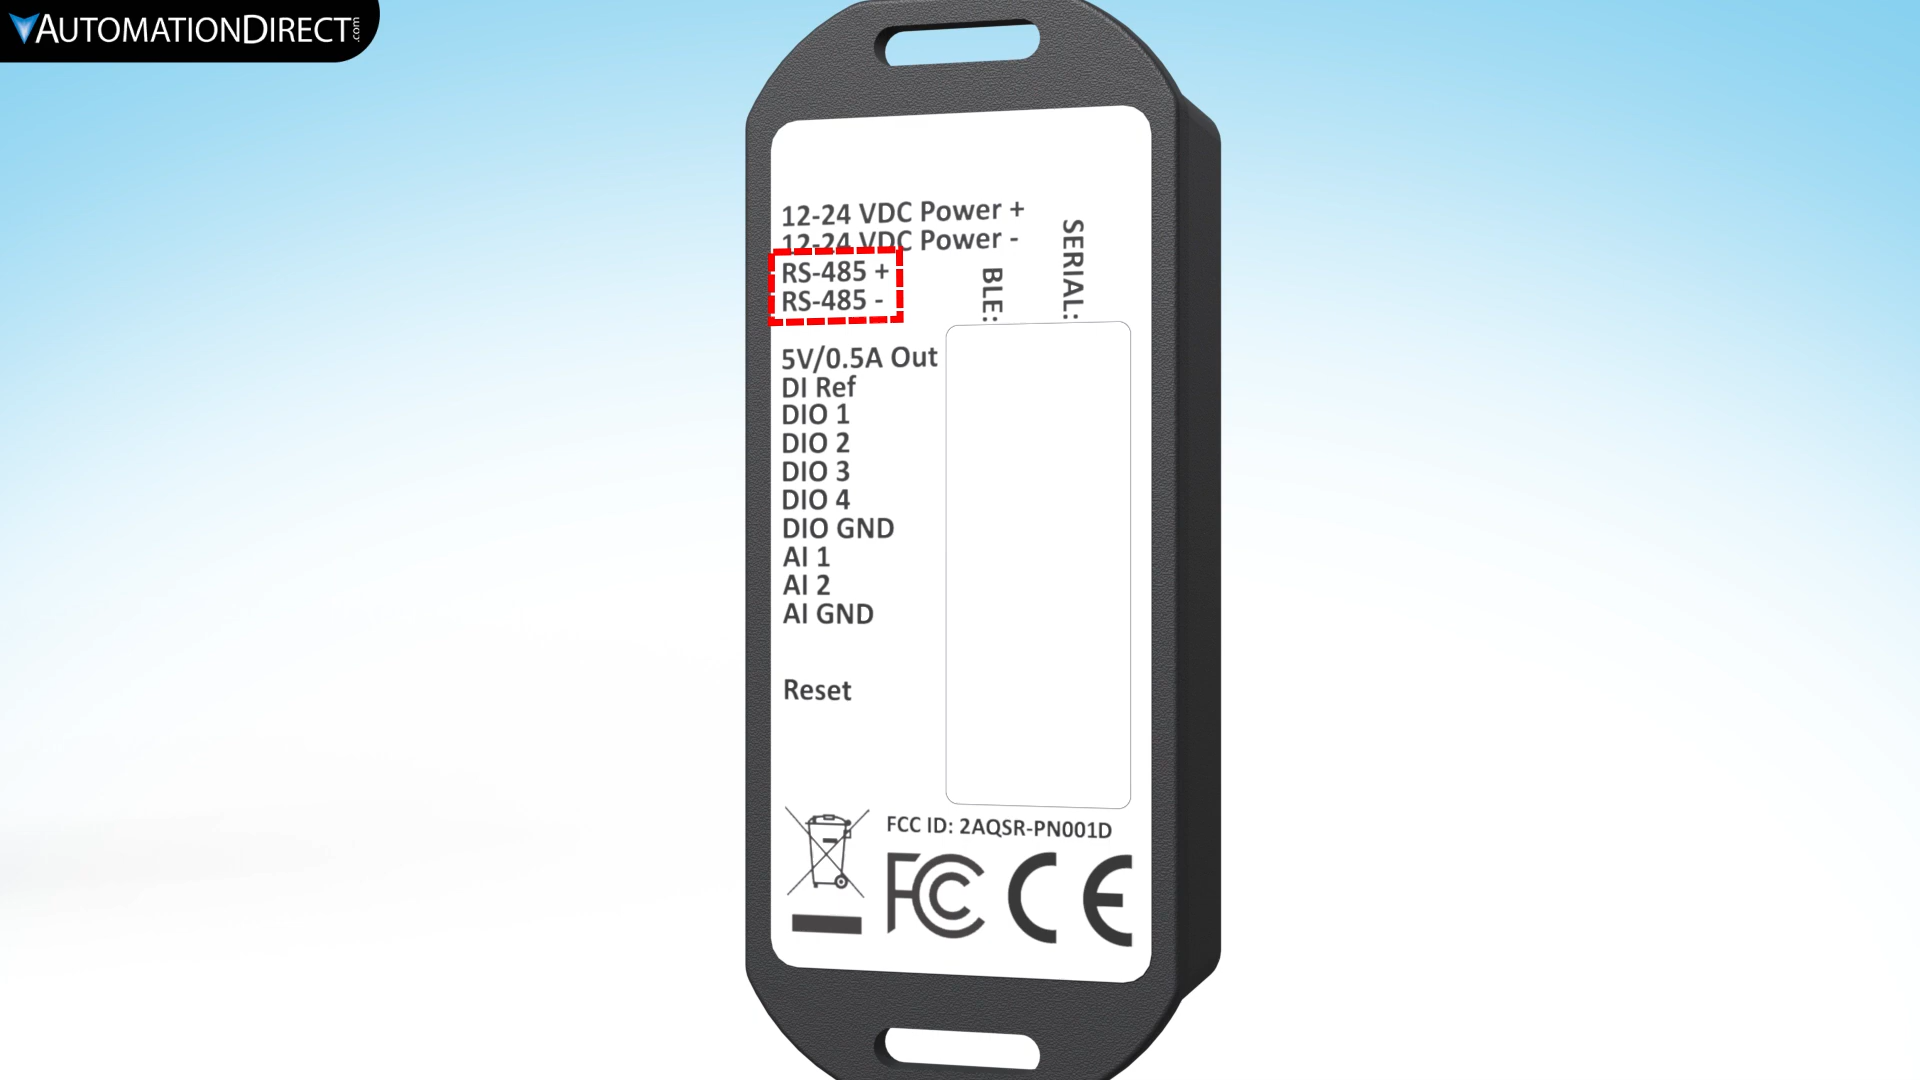 AUTOMATIONDIRECT.com
12-24 VDC Power +
12-24 VDC Power -
RS-485 +
RS-485 -
BLE:
SERIAL:
5V/0.5A Out
DI Ref
DIO 1
DIO 2
DIO 3
DIO 4
DIO GND
AI 1
AI 2
AI GND
Reset
FCC ID: 2AQSR-PN001D
FC CE